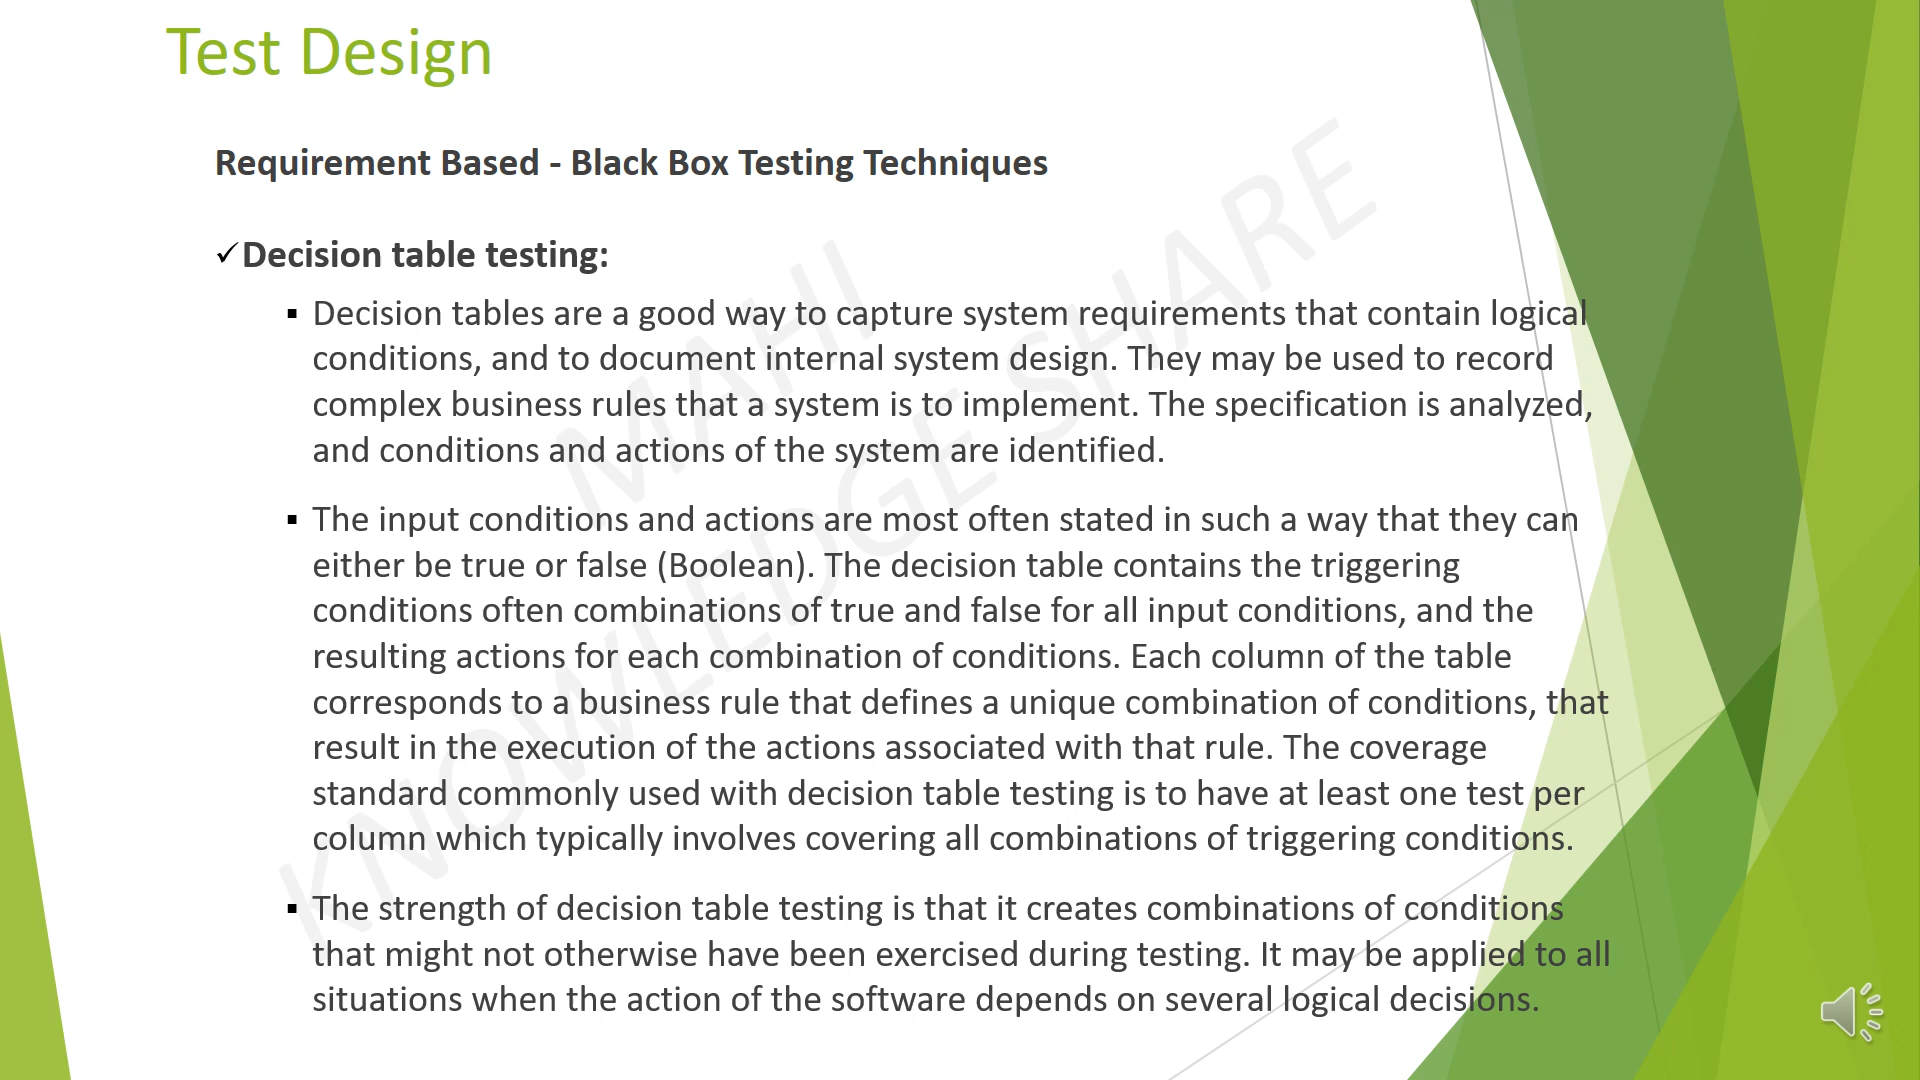 Test Design
Requirement Based - Black Box Testing Techniques
✓Decision table testing:
▪ Decision tables are a good way to capture system requirements that contain logical
conditions, and to document internal system design. They may be used to record
complex business rules that a system is to implement. The specification is analyzed,
and conditions and actions of the system are identified.
▪ The input conditions and actions are most often stated in such a way that they can
either be true or false (Boolean). The decision table contains the triggering
conditions often combinations of true and false for all input conditions, and the
resulting actions for each combination of conditions. Each column of the table
corresponds to a business rule that defines a unique combination of conditions, that
result in the execution of the actions associated with that rule. The coverage
standard commonly used with decision table testing is to have at least one test per
column which typically involves covering all combinations of triggering conditions.
▪ The strength of decision table testing is that it creates combinations of conditions
that might not otherwise have been exercised during testing. It may be applied to all
situations when the action of the software depends on several logical decisions.
MAHI
KNOWLEDGE SHARE